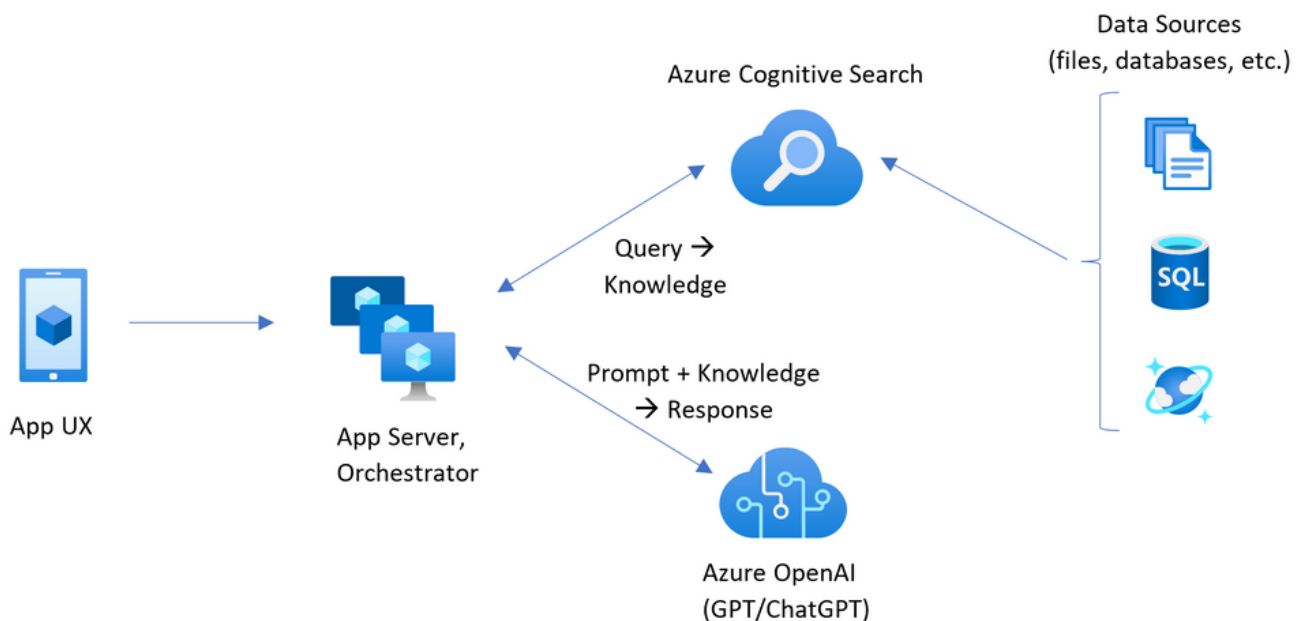 Data Sources
(files, databases, etc.)
Azure Cognitive Search
Query →
Knowledge
SQL
Prompt + Knowledge
→ Response
App UX
App Server,
Orchestrator
Azure OpenAI
(GPT/ChatGPT)